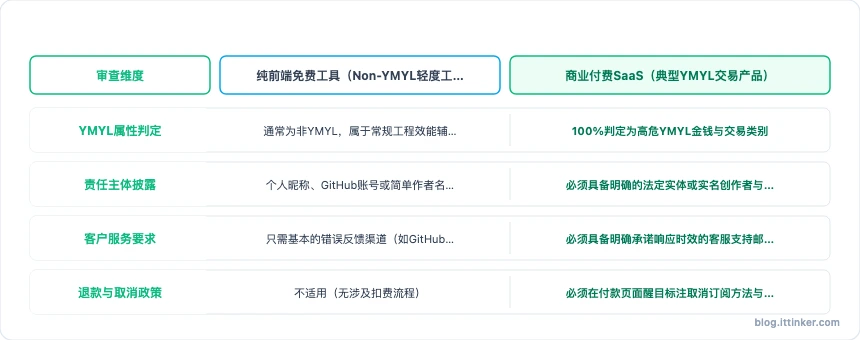 审查维度
纯前端免费工具（Non-YMYL轻度工...
商业付费SaaS（典型YMYL交易产品）
YMYL属性判定
通常为非YMYL，属于常规工程效能辅...
100%判定为高危YMYL金钱与交易类别
责任主体披露
个人昵称、GitHub账号或简单作者名...
必须具备明确的法定实体或实名创作者与...
客户服务要求
只需基本的错误反馈渠道（如GitHub...
必须具备明确承诺响应时效的客服支持邮...
退款与取消政策
不适用（无涉及扣费流程）
必须在付款页面醒目标注取消订阅方法与...
blog.ittinker.com